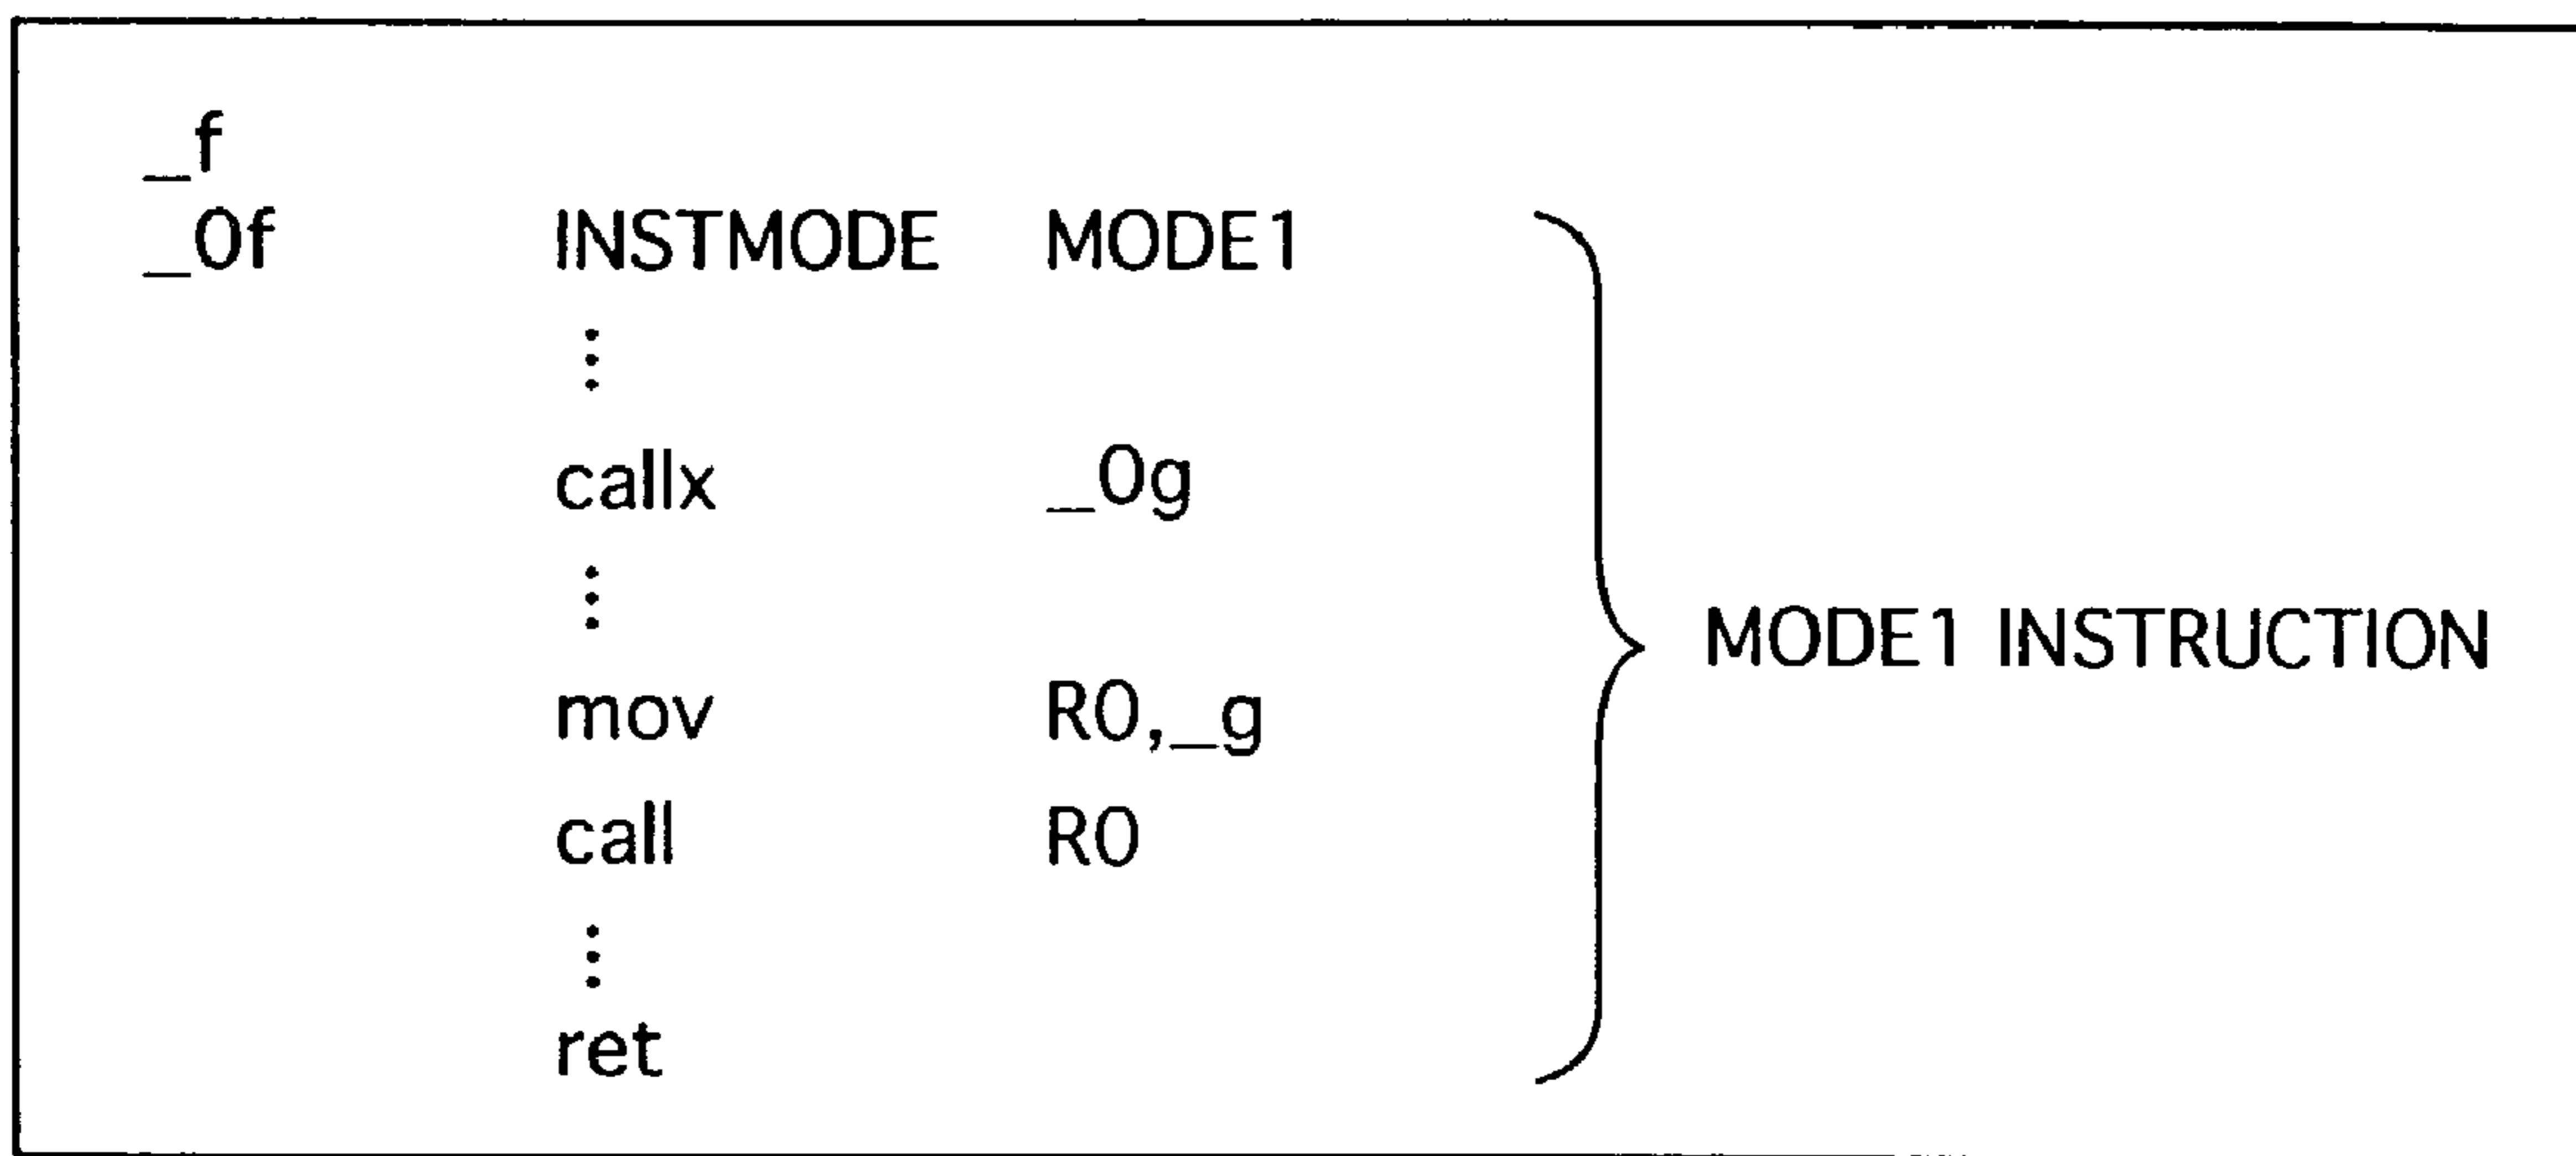 _f
_0f INSTMODE MODE1
⋮
callx _0g
⋮
mov R0,_g
call R0
⋮
ret
MODE1 INSTRUCTION